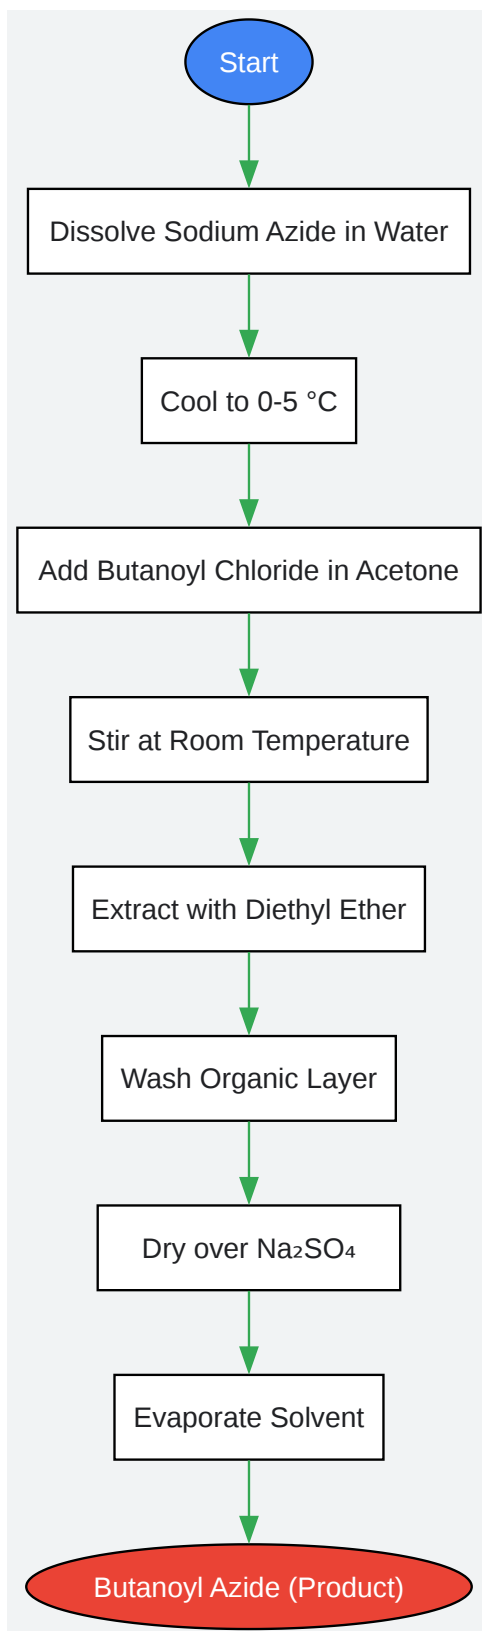 Start
Dissolve Sodium Azide in Water
Cool to 0-5 °C
Add Butanoyl Chloride in Acetone
Stir at Room Temperature
Extract with Diethyl Ether
Wash Organic Layer
Dry over Na₂SO₄
Evaporate Solvent
Butanoyl Azide (Product)